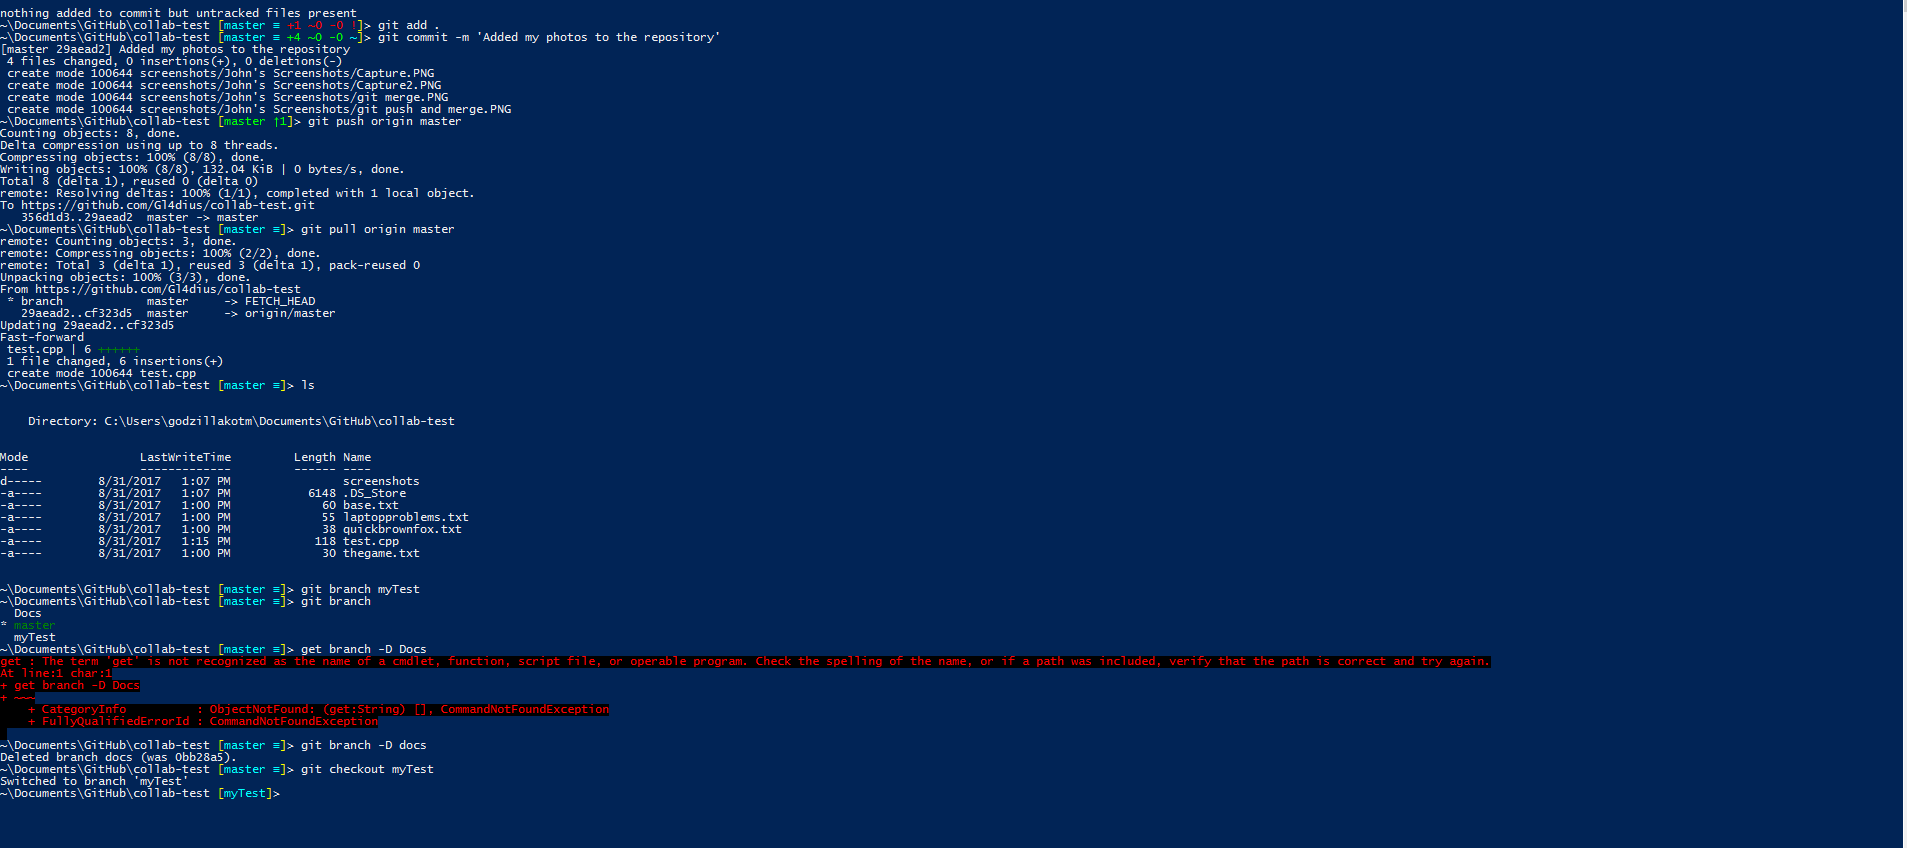 nothing added to commit but untracked files present
~\Documents\GitHub\collab-test [master ≡ +1 ~0 -0 !]> git add .
~\Documents\GitHub\collab-test [master ≡ +4 ~0 -0 ~]> git commit -m 'Added my photos to the repository'
[master 29aead2] Added my photos to the repository
 4 files changed, 0 insertions(+), 0 deletions(-)
 create mode 100644 screenshots/John's Screenshots/Capture.PNG
 create mode 100644 screenshots/John's Screenshots/Capture2.PNG
 create mode 100644 screenshots/John's Screenshots/git merge.PNG
 create mode 100644 screenshots/John's Screenshots/git push and merge.PNG
~\Documents\GitHub\collab-test [master ↑1]> git push origin master
Counting objects: 8, done.
Delta compression using up to 8 threads.
Compressing objects: 100% (8/8), done.
Writing objects: 100% (8/8), 132.04 KiB | 0 bytes/s, done.
Total 8 (delta 1), reused 0 (delta 0)
remote: Resolving deltas: 100% (1/1), completed with 1 local object.
To https://github.com/Gl4dius/collab-test.git
   356d1d3..29aead2  master -> master
~\Documents\GitHub\collab-test [master ≡]> git pull origin master
remote: Counting objects: 3, done.
remote: Compressing objects: 100% (2/2), done.
remote: Total 3 (delta 1), reused 3 (delta 1), pack-reused 0
Unpacking objects: 100% (3/3), done.
From https://github.com/Gl4dius/collab-test
 * branch            master     -> FETCH_HEAD
   29aead2..cf323d5  master     -> origin/master
Updating 29aead2..cf323d5
Fast-forward
 test.cpp | 6 ++++++
 1 file changed, 6 insertions(+)
 create mode 100644 test.cpp
~\Documents\GitHub\collab-test [master ≡]> ls
    Directory: C:\Users\godzillakotm\Documents\GitHub\collab-test
Mode                LastWriteTime         Length Name
----                -------------         ------ ----
d-----        8/31/2017   1:07 PM                screenshots
-a----        8/31/2017   1:07 PM           6148 .DS_Store
-a----        8/31/2017   1:00 PM             60 base.txt
-a----        8/31/2017   1:00 PM             55 laptopproblems.txt
-a----        8/31/2017   1:00 PM             38 quickbrownfox.txt
-a----        8/31/2017   1:15 PM            118 test.cpp
-a----        8/31/2017   1:00 PM             30 thegame.txt
~\Documents\GitHub\collab-test [master ≡]> git branch myTest
~\Documents\GitHub\collab-test [master ≡]> git branch
  Docs
* master
  myTest
~\Documents\GitHub\collab-test [master ≡]> get branch -D Docs
get : The term 'get' is not recognized as the name of a cmdlet, function, script file, or operable program. Check the spelling of the name, or if a path was included, verify that the path is correct and try again.
At line:1 char:1
+ get branch -D Docs
+ ~~~
    + CategoryInfo          : ObjectNotFound: (get:String) [], CommandNotFoundException
    + FullyQualifiedErrorId : CommandNotFoundException
~\Documents\GitHub\collab-test [master ≡]> git branch -D docs
Deleted branch docs (was 0bb28a5).
~\Documents\GitHub\collab-test [master ≡]> git checkout myTest
Switched to branch 'myTest'
~\Documents\GitHub\collab-test [myTest]>